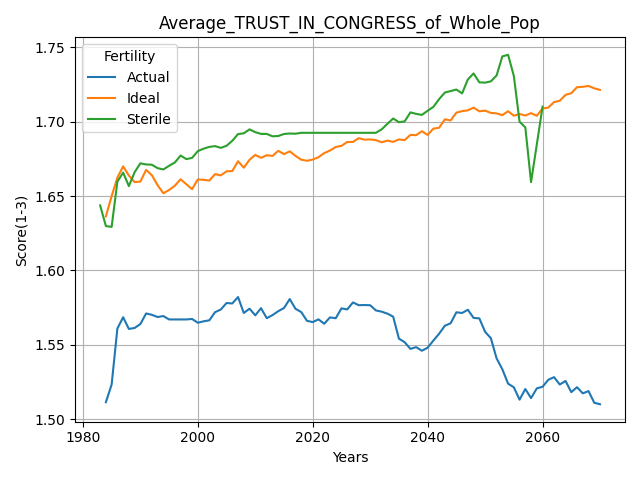 Average_TRUST_IN_CONGRESS_of_Whole_Pop
Fertility
Actual
Ideal
Sterile
Score(1-3)
1.75
1.70
1.65
1.60
1.55
1.50
1980
2000
2020
2040
2060
Years